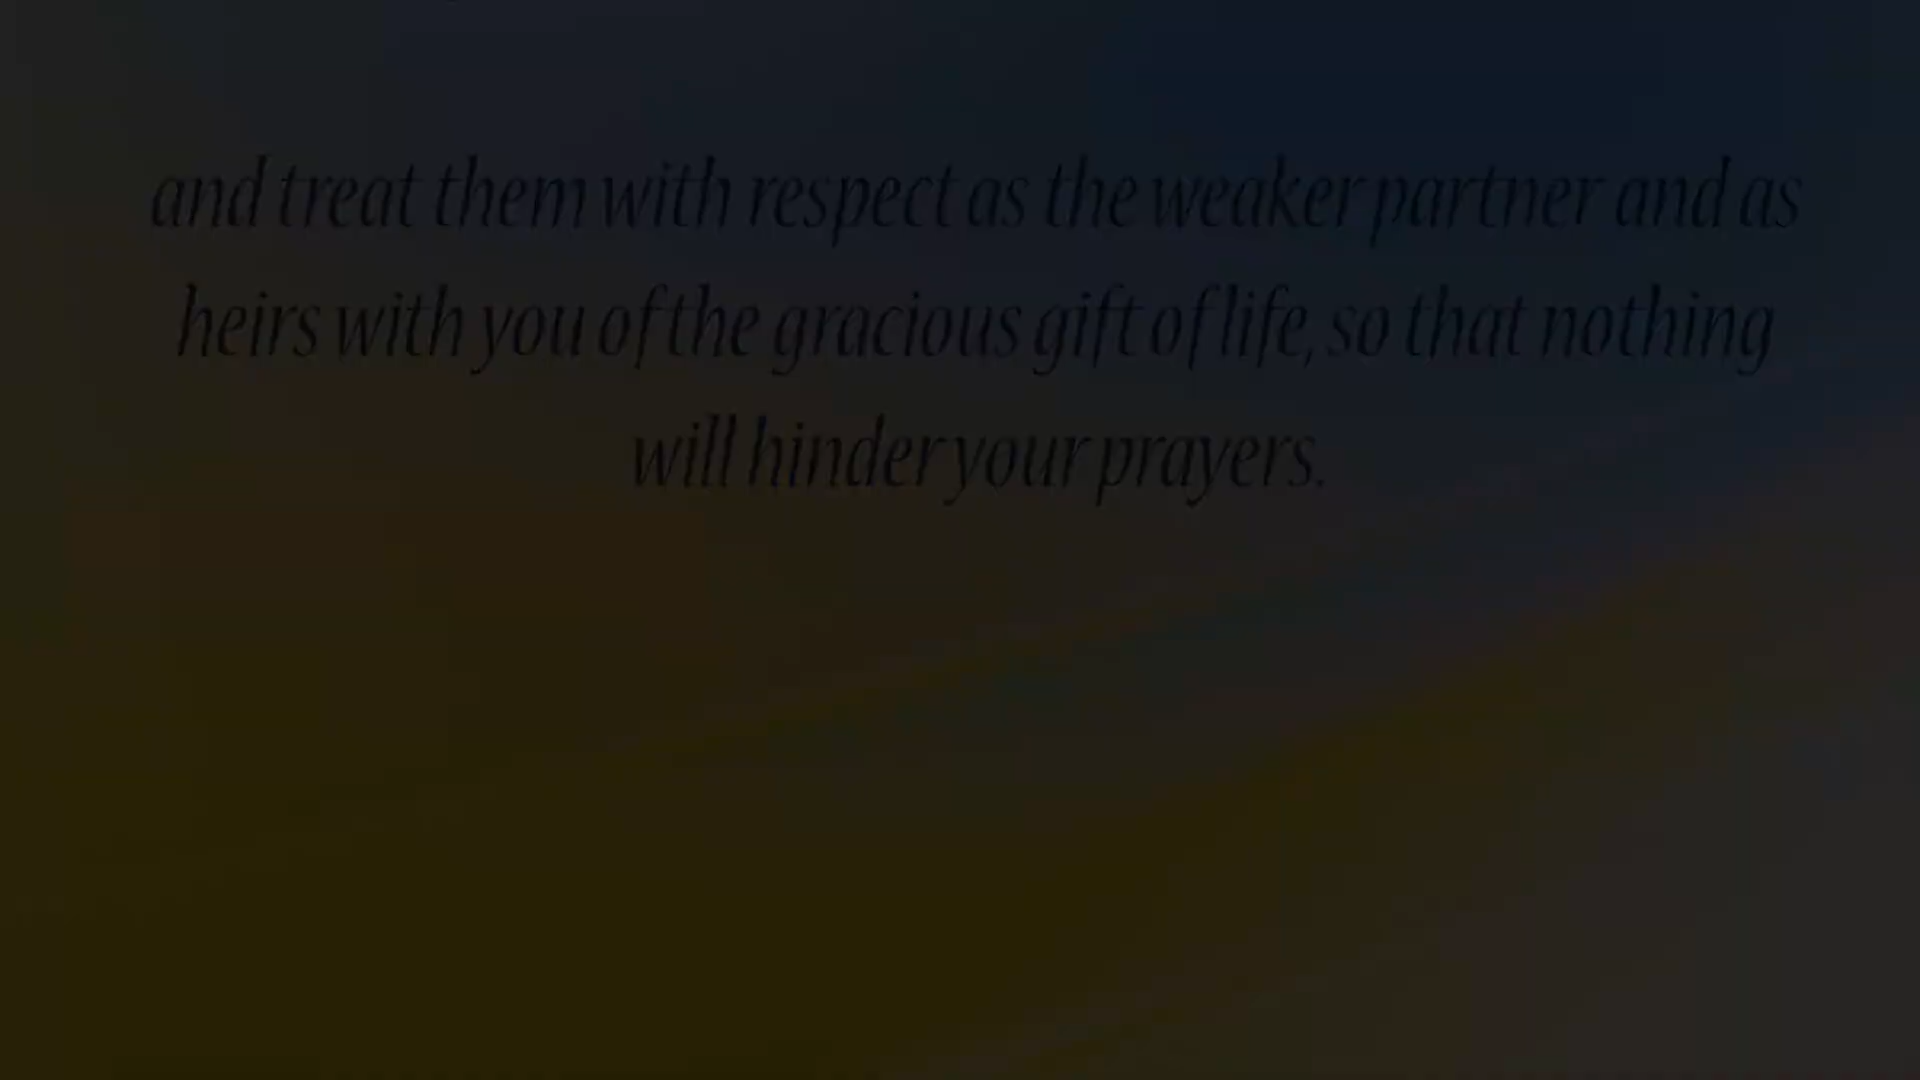 and treat them with respect as the weaker partner and as
heirs with you of the gracious gift of life, so that nothing
will hinder your prayers.